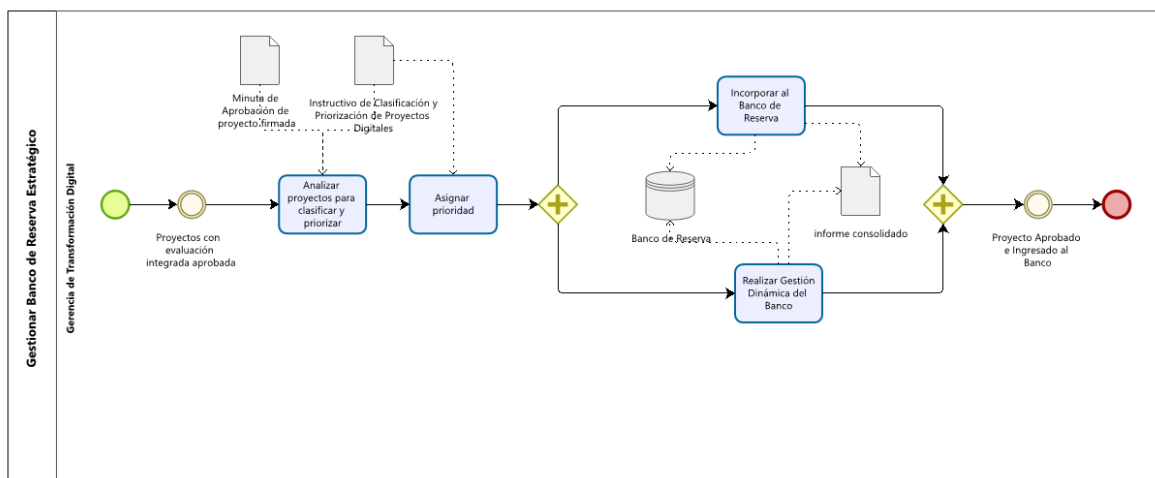 Gestionar Banco de Reserva Estratégico
Gerencia de Transformación Digital
Minuta de
Aprobación de
proyecto firmada
Instructivo de Clasificación y
Priorización de Proyectos
Digitales
Proyectos con
evaluación
integrada aprobada
Analizar
proyectos para
clasificar y
priorizar
Asignar
prioridad
Incorporar al
Banco de
Reserva
Banco de Reserva
informe consolidado
Realizar Gestión
Dinámica del
Banco
Proyecto Aprobado
e Ingresado al
Banco